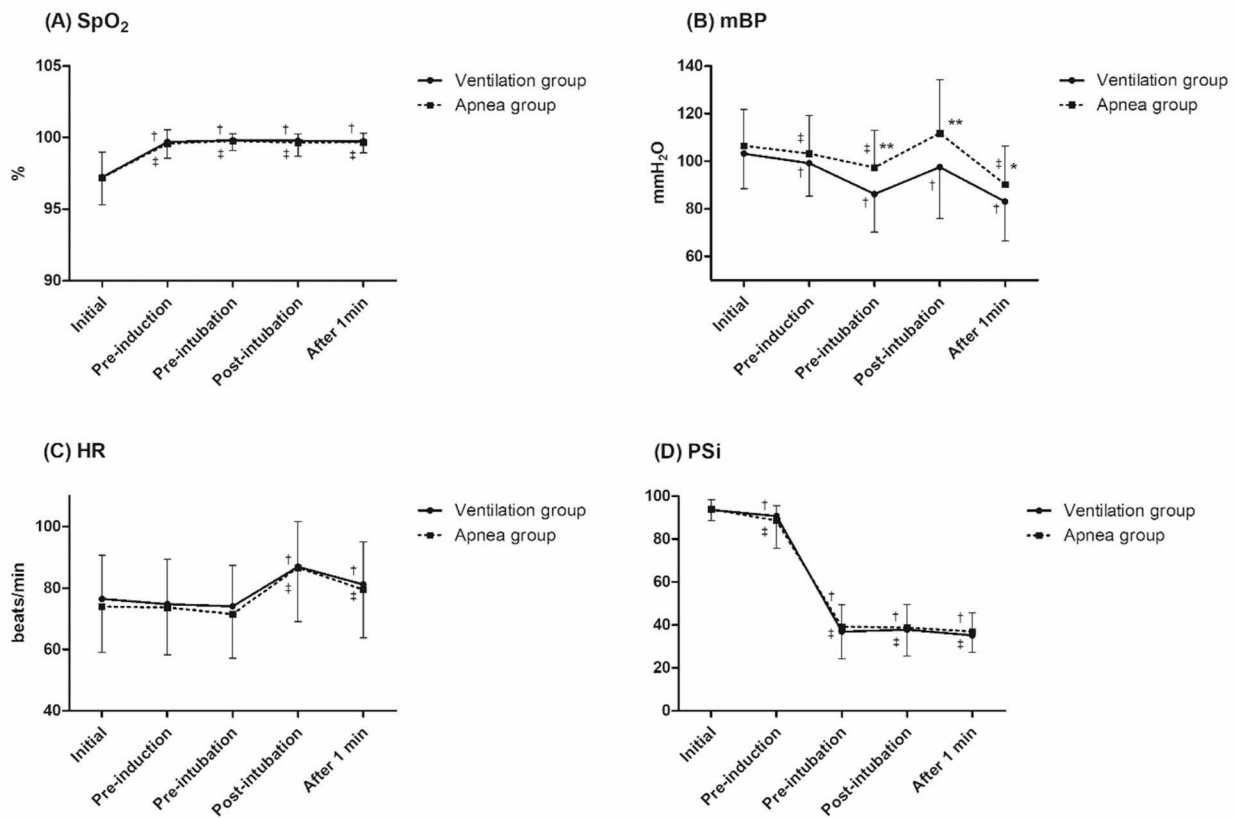 (A) SpO₂
105
100
95
90
%
† † † †
‡ ‡ ‡ ‡
Initial
Pre-induction
Pre-intubation
Post-intubation
After 1min
Ventilation group
Apnea group
(B) mBP
140
120
100
80
60
mmH₂O
‡ ‡ ** ** ‡ *
† † † †
Initial
Pre-induction
Pre-intubation
Post-intubation
After 1min
Ventilation group
Apnea group
(C) HR
100
80
60
40
beats/min
† †
‡ ‡
Initial
Pre-induction
Pre-intubation
Post-intubation
After 1 min
Ventilation group
Apnea group
(D) PSi
100
80
60
40
20
0
† † † †
‡ ‡ ‡ ‡
Initial
Pre-induction
Pre-intubation
Post-intubation
After 1 min
Ventilation group
Apnea group